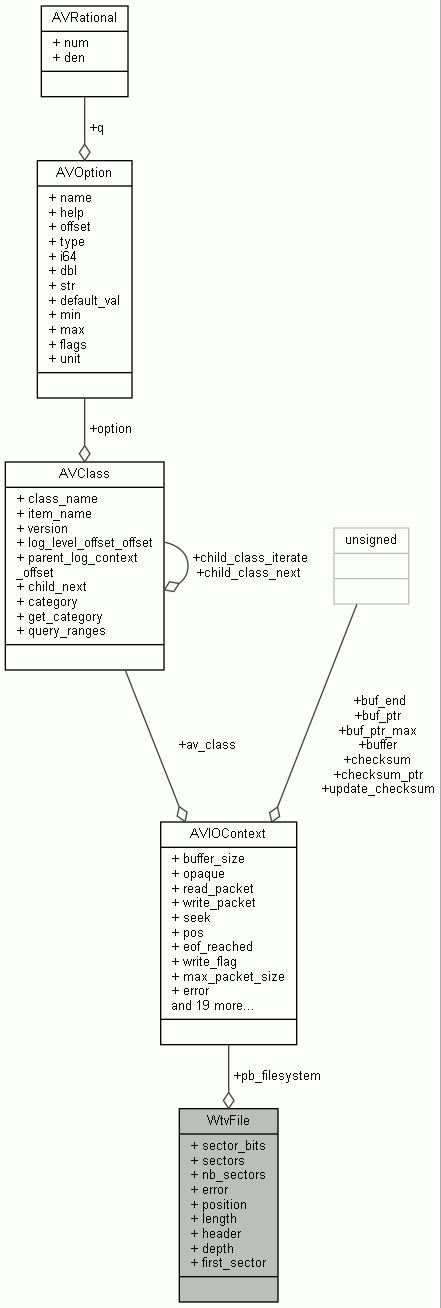 AVRational
+ num
+ den
+q
AVOption
+ name
+ help
+ offset
+ type
+ i64
+ dbl
+ str
+ default_val
+ min
+ max
+ flags
+ unit
+option
AVClass
+ class_name
+ item_name
+ version
+ log_level_offset_offset
+ parent_log_context
_offset
+ child_next
+ category
+ get_category
+ query_ranges
+child_class_iterate
+child_class_next
unsigned
+av_class
+buf_end
+buf_ptr
+buf_ptr_max
+buffer
+checksum
+checksum_ptr
+update_checksum
AVIOContext
+ buffer_size
+ opaque
+ read_packet
+ write_packet
+ seek
+ pos
+ eof_reached
+ write_flag
+ max_packet_size
+ error
and 19 more...
+pb_filesystem
WtvFile
+ sector_bits
+ sectors
+ nb_sectors
+ error
+ position
+ length
+ header
+ depth
+ first_sector